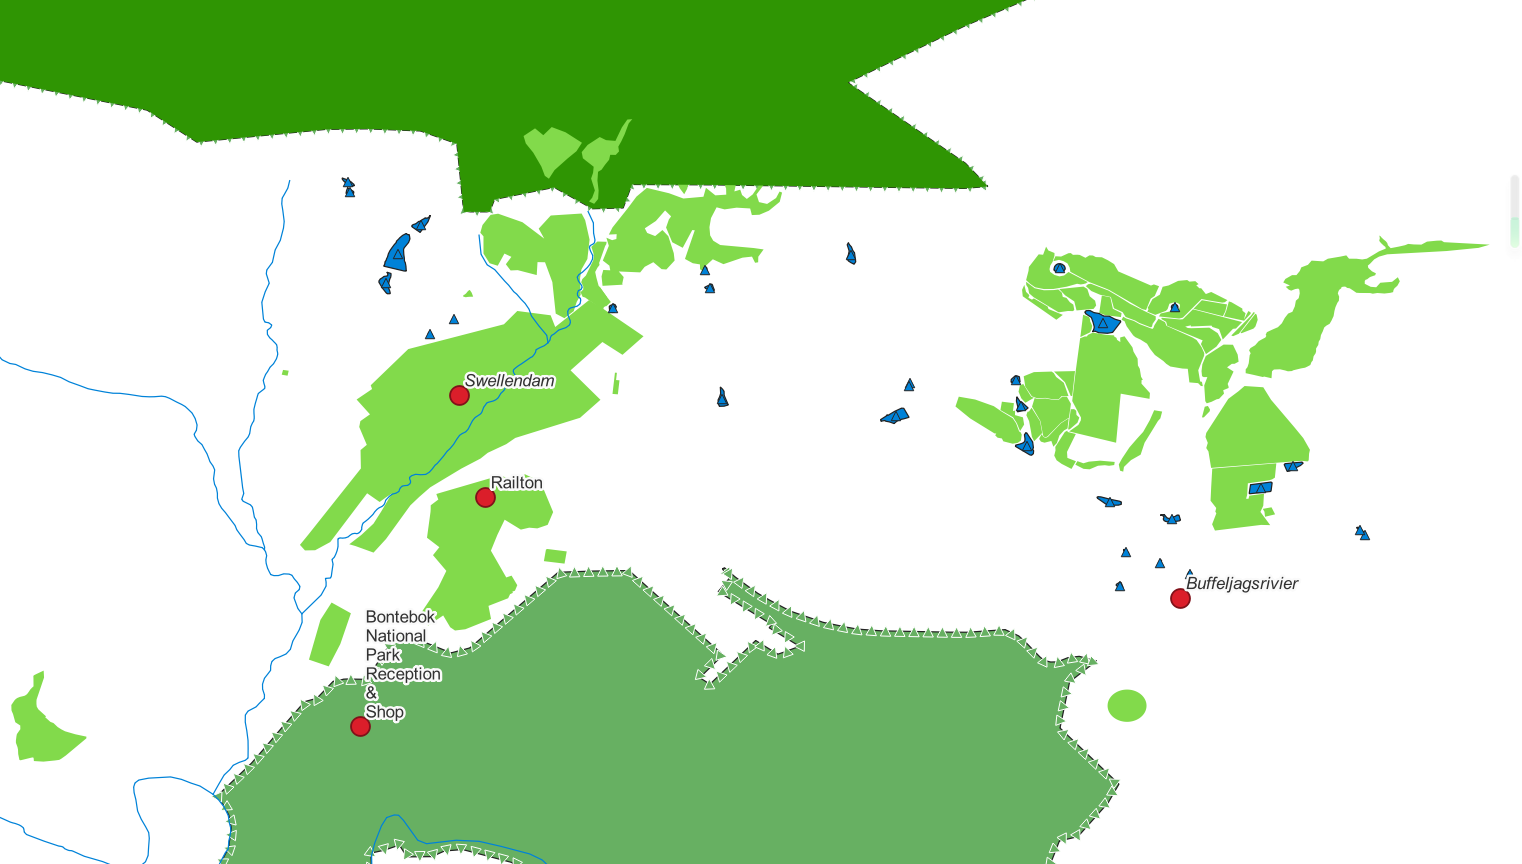 Swellendam
Railton
Buffeljagsrivier
Bontebok
National
Park
Reception
&
Shop